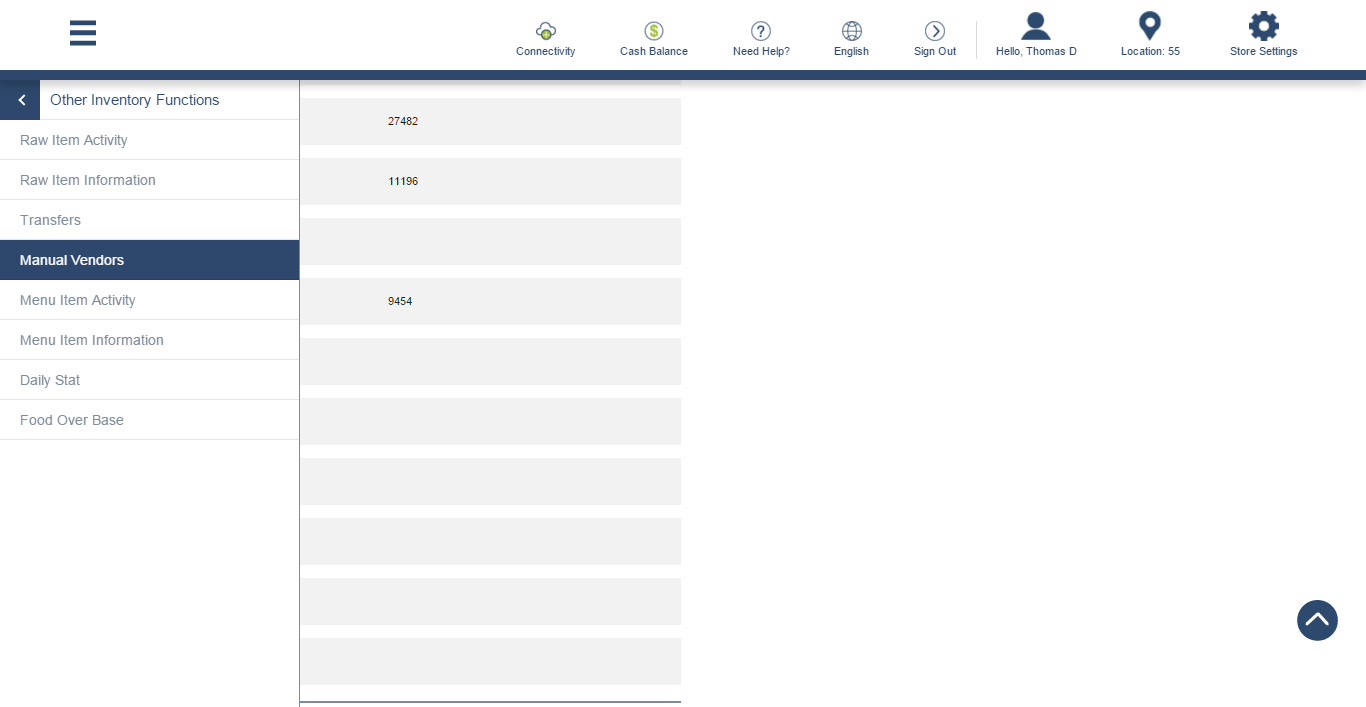 Connectivity
Cash Balance
Need Help?
English
Sign Out
Hello, Thomas D
Location: 55
Store Settings
Other Inventory Functions
Raw Item Activity
Raw Item Information
Transfers
Manual Vendors
Menu Item Activity
Menu Item Information
Daily Stat
Food Over Base
27482
11196
9454